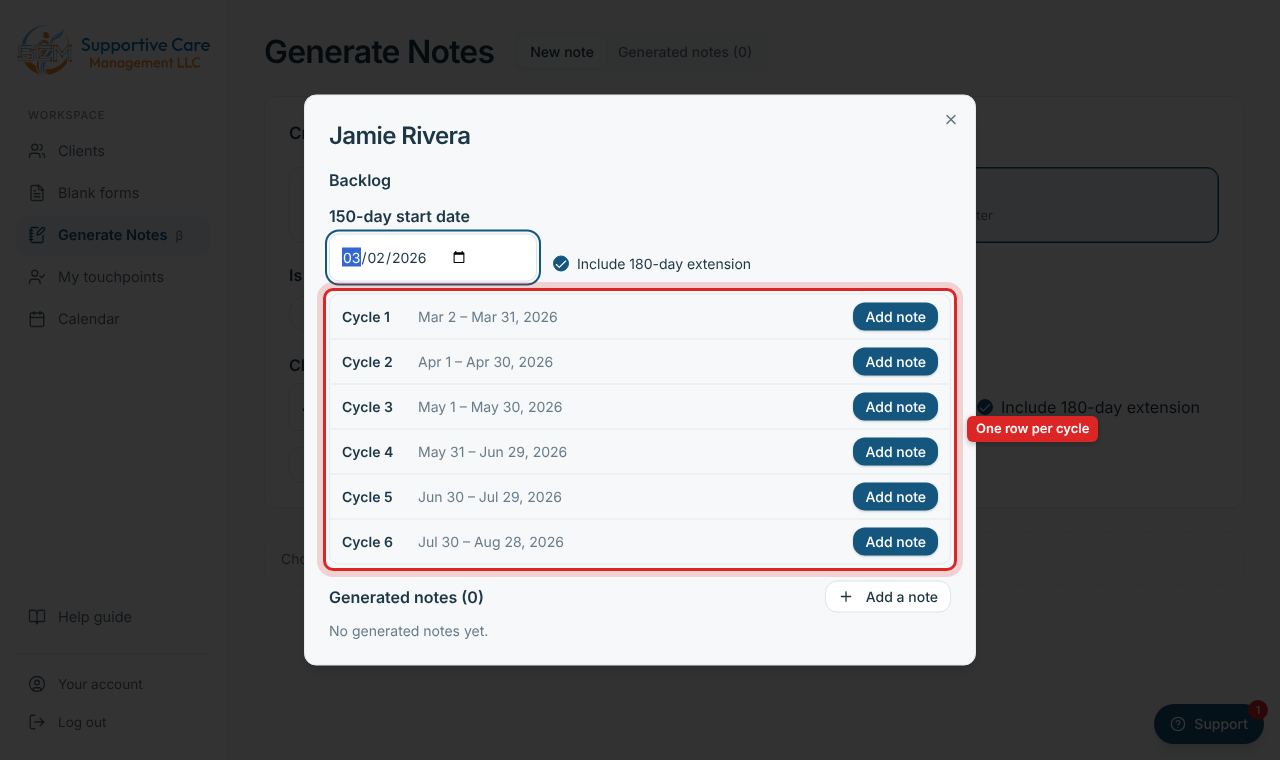 Supportive Care
Management LLC
Generate Notes
New note
Generated notes (0)
WORKSPACE
Clients
Blank forms
Generate Notes β
My touchpoints
Calendar
Help guide
Your account
Log out
Jamie Rivera
Backlog
150-day start date
03/02/2026
Include 180-day extension
Cycle 1 Mar 2 – Mar 31, 2026 Add note
Cycle 2 Apr 1 – Apr 30, 2026 Add note
Cycle 3 May 1 – May 30, 2026 Add note
Cycle 4 May 31 – Jun 29, 2026 Add note
Cycle 5 Jun 30 – Jul 29, 2026 Add note
Cycle 6 Jul 30 – Aug 28, 2026 Add note
Generated notes (0)
Add a note
No generated notes yet.
Include 180-day extension
One row per cycle
Support
1